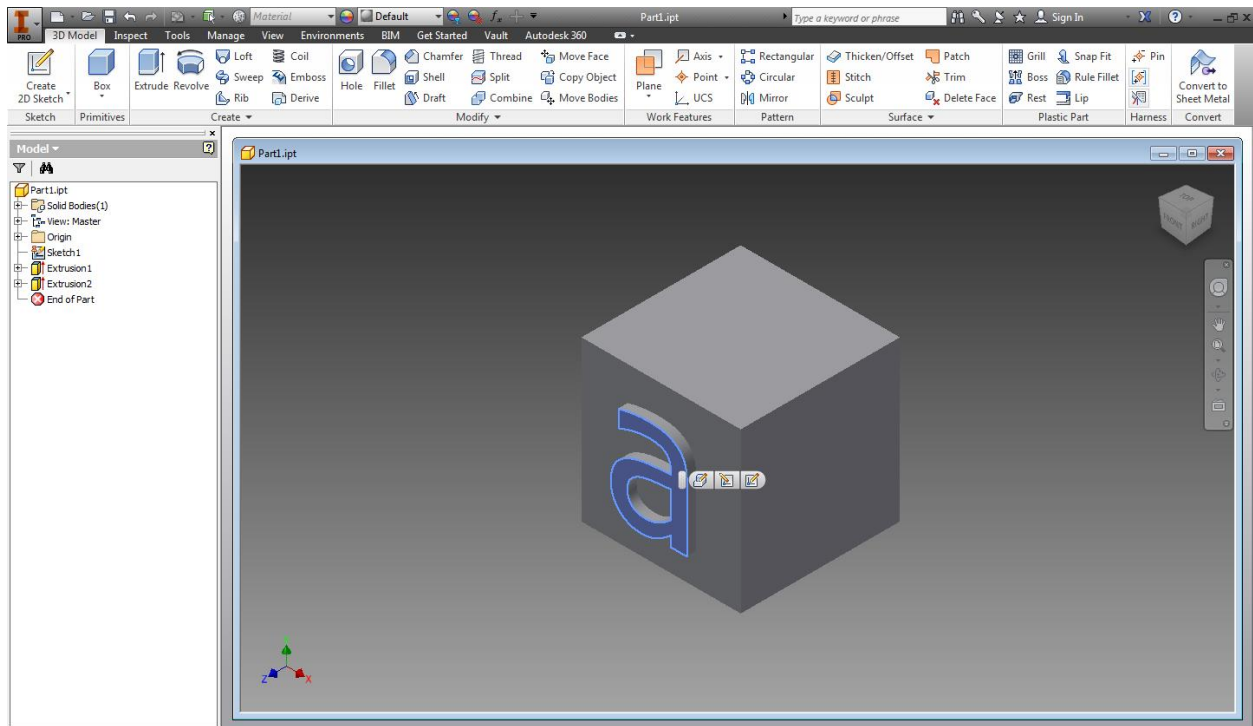 Material Default Part1.ipt Type a keyword or phrase Sign In
PRO 3D Model Inspect Tools Manage View Environments BIM Get Started Vault Autodesk 360
Loft Coil Chamfer Thread Move Face Axis Rectangular Thicken/Offset Patch Grill Snap Fit Pin
Create 2D Sketch Box Extrude Revolve Sweep Emboss Hole Fillet Shell Split Copy Object Plane Point Circular Stitch Trim Boss Rule Fillet Convert to Sheet Metal
Rib Derive Draft Combine Move Bodies UCS Mirror Sculpt Delete Face Rest Lip
Sketch Primitives Create Modify Work Features Pattern Surface Plastic Part Harness Convert
Model
Part1.ipt
Part1.ipt
Solid Bodies(1)
View: Master
Origin
Sketch1
Extrusion1
Extrusion2
End of Part
TOP
FRONT RIGHT
a
Y
Z X